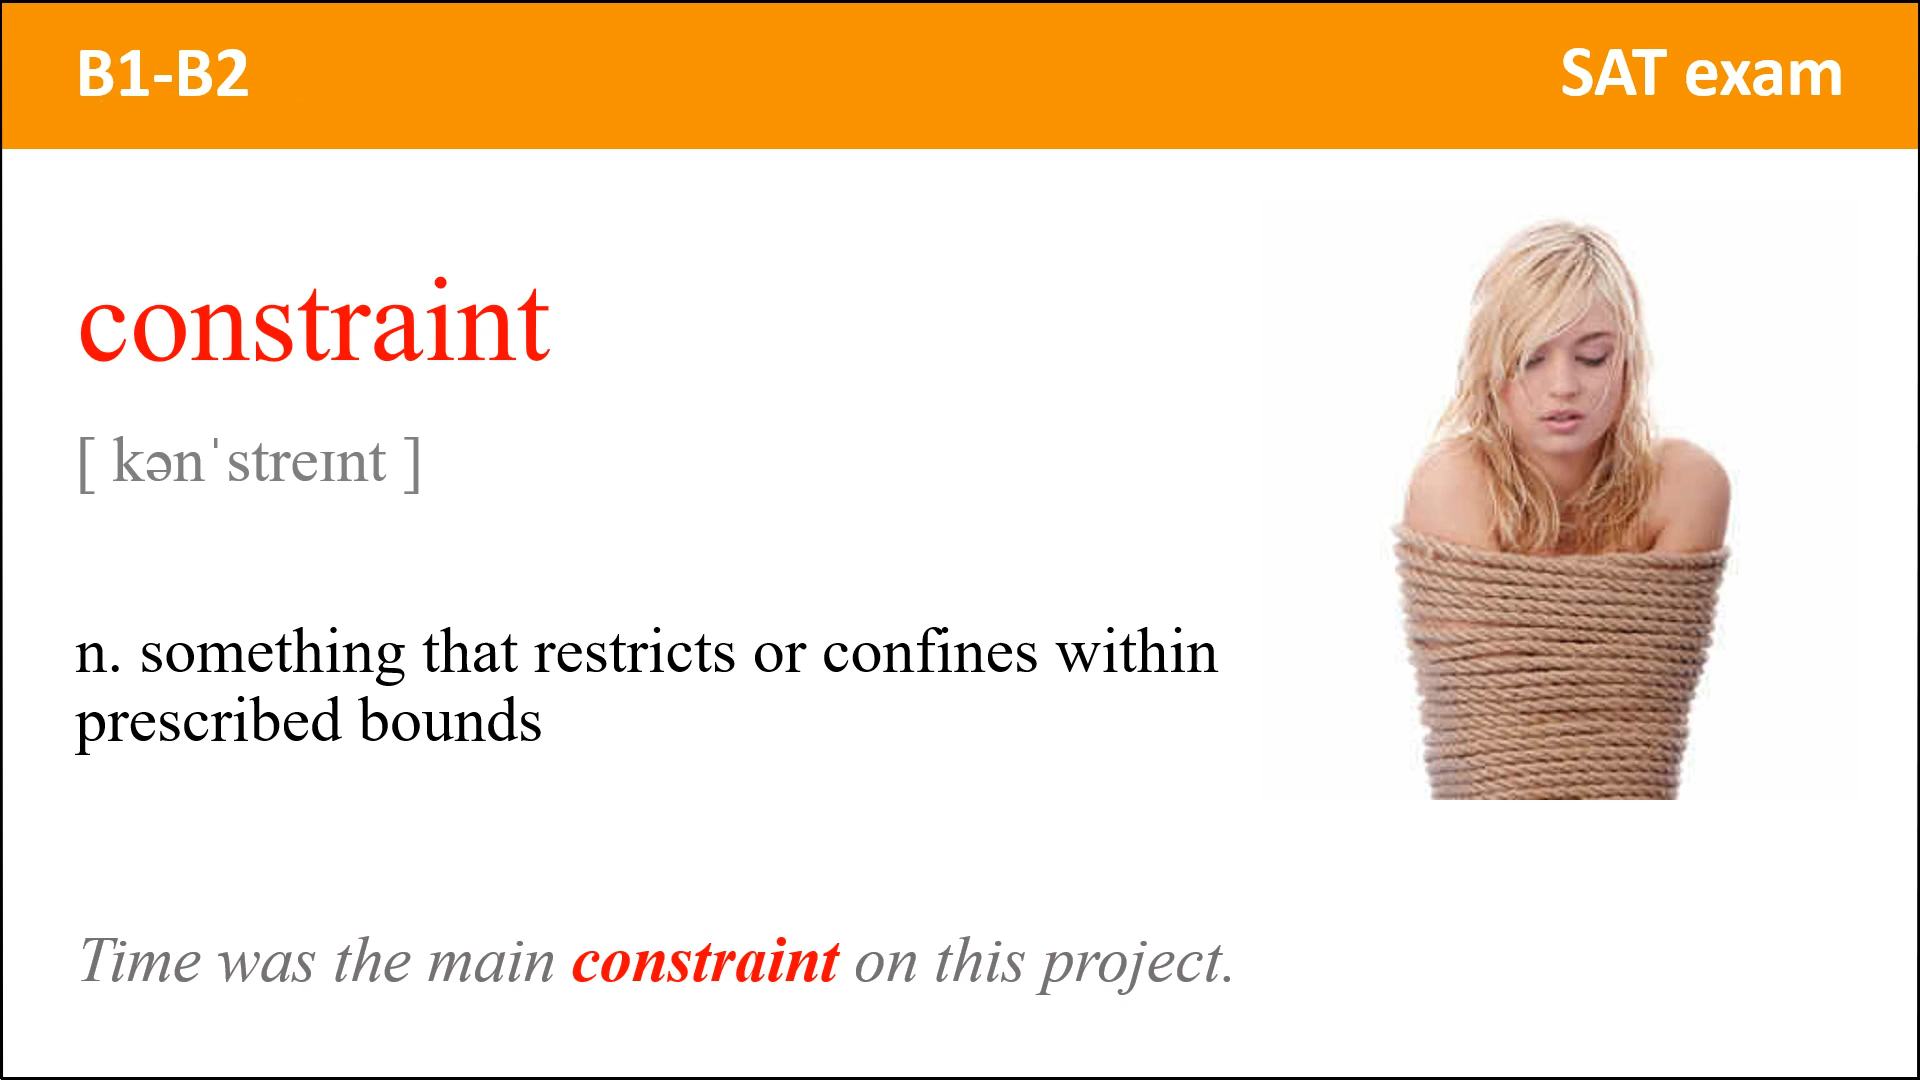 B1-B2
SAT exam
constraint
[ kənˈstreɪnt ]
n. something that restricts or confines within
prescribed bounds
Time was the main constraint on this project.